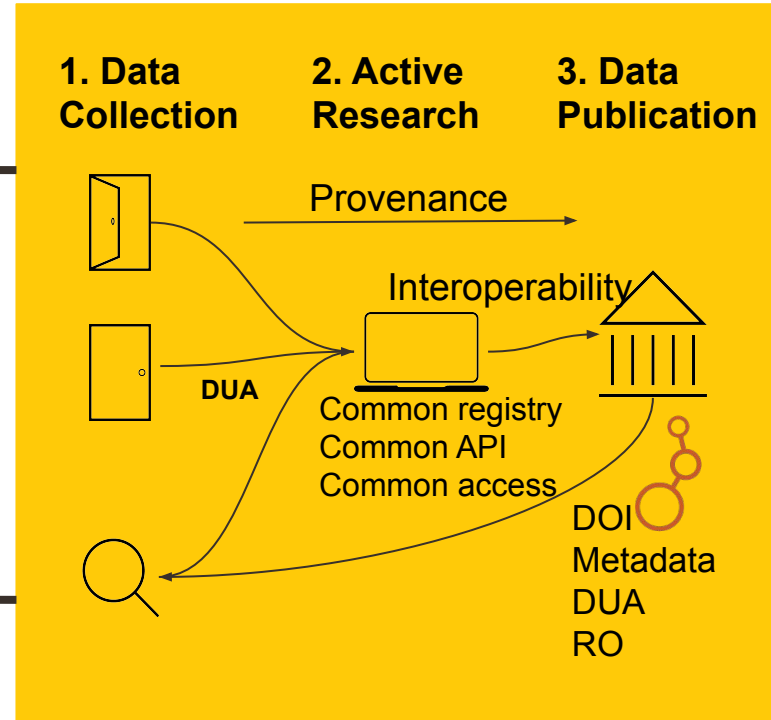 1. Data
Collection
2. Active
Research
3. Data
Publication
Provenance
Interoperability
DUA
Common registry
Common API
Common access
DOI
Metadata
DUA
RO